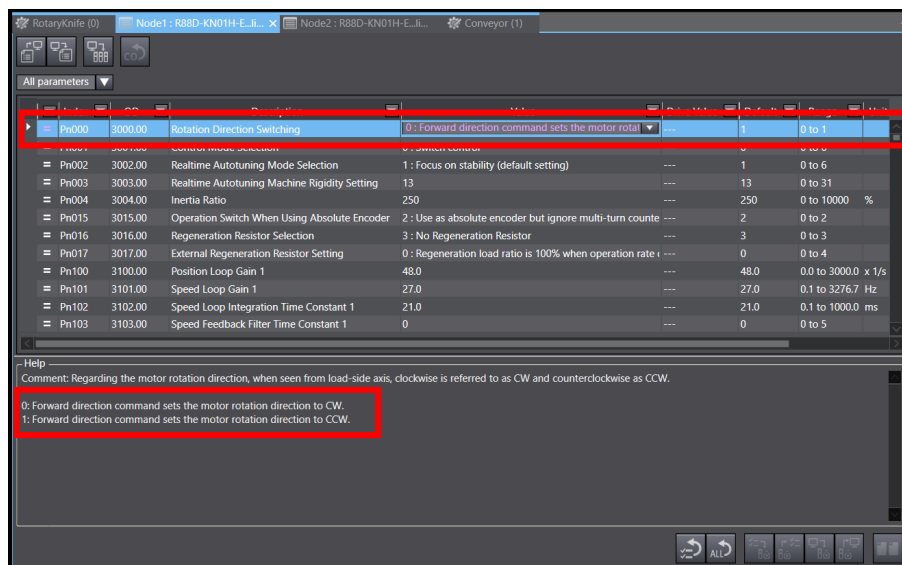 RotaryKnife (0) Node1 : R88D-KN01H-E...li... × Node2 : R88D-KN01H-E...li... Conveyor (1)
All parameters
Pn000 3000.00 Rotation Direction Switching 0 : Forward direction command sets the motor rotat --- 1 0 to 1
Pn002 3002.00 Realtime Autotuning Mode Selection 1 : Focus on stability (default setting) --- 1 0 to 6
Pn003 3003.00 Realtime Autotuning Machine Rigidity Setting 13 --- 13 0 to 31
Pn004 3004.00 Inertia Ratio 250 --- 250 0 to 10000 %
Pn015 3015.00 Operation Switch When Using Absolute Encoder 2 : Use as absolute encoder but ignore multi-turn counte --- 2 0 to 2
Pn016 3016.00 Regeneration Resistor Selection 3 : No Regeneration Resistor --- 3 0 to 3
Pn017 3017.00 External Regeneration Resistor Setting 0 : Regeneration load ratio is 100% when operation rate --- 0 0 to 4
Pn100 3100.00 Position Loop Gain 1 48.0 --- 48.0 0.0 to 3000.0 x 1/s
Pn101 3101.00 Speed Loop Gain 1 27.0 --- 27.0 0.1 to 3276.7 Hz
Pn102 3102.00 Speed Loop Integration Time Constant 1 21.0 --- 21.0 0.1 to 1000.0 ms
Pn103 3103.00 Speed Feedback Filter Time Constant 1 0 --- 0 0 to 5
Help
Comment: Regarding the motor rotation direction, when seen from load-side axis, clockwise is referred to as CW and counterclockwise as CCW.
0: Forward direction command sets the motor rotation direction to CW.
1: Forward direction command sets the motor rotation direction to CCW.
ALL